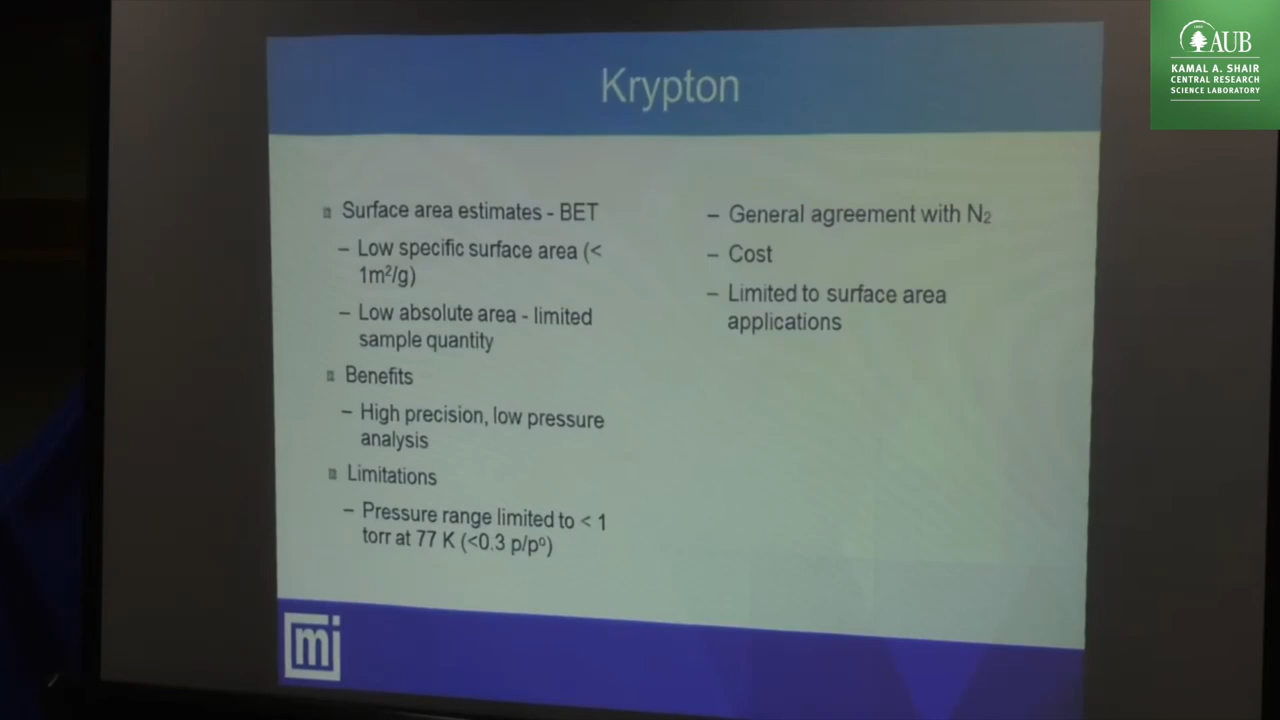 Krypton
Surface area estimates - BET
– Low specific surface area (<
1m²/g)
– Low absolute area - limited
sample quantity
Benefits
– High precision, low pressure
analysis
Limitations
– Pressure range limited to < 1
torr at 77 K (<0.3 p/pº)
– General agreement with N₂
– Cost
– Limited to surface area
applications
mi
AUB
KAMAL A. SHAIR
CENTRAL RESEARCH
SCIENCE LABORATORY